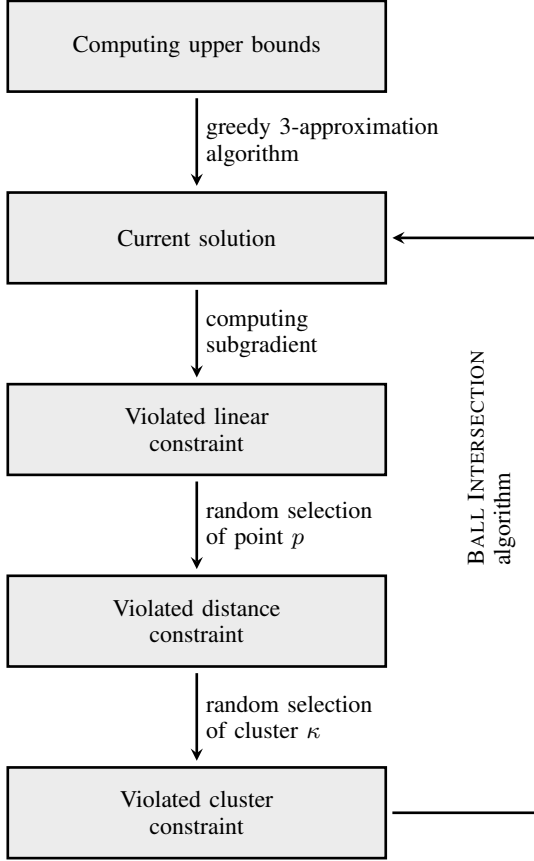 Computing upper bounds
greedy 3-approximation
algorithm
Current solution
computing
subgradient
Violated linear
constraint
random selection
of point p
Violated distance
constraint
random selection
of cluster κ
Violated cluster
constraint
BALL INTERSECTION
algorithm